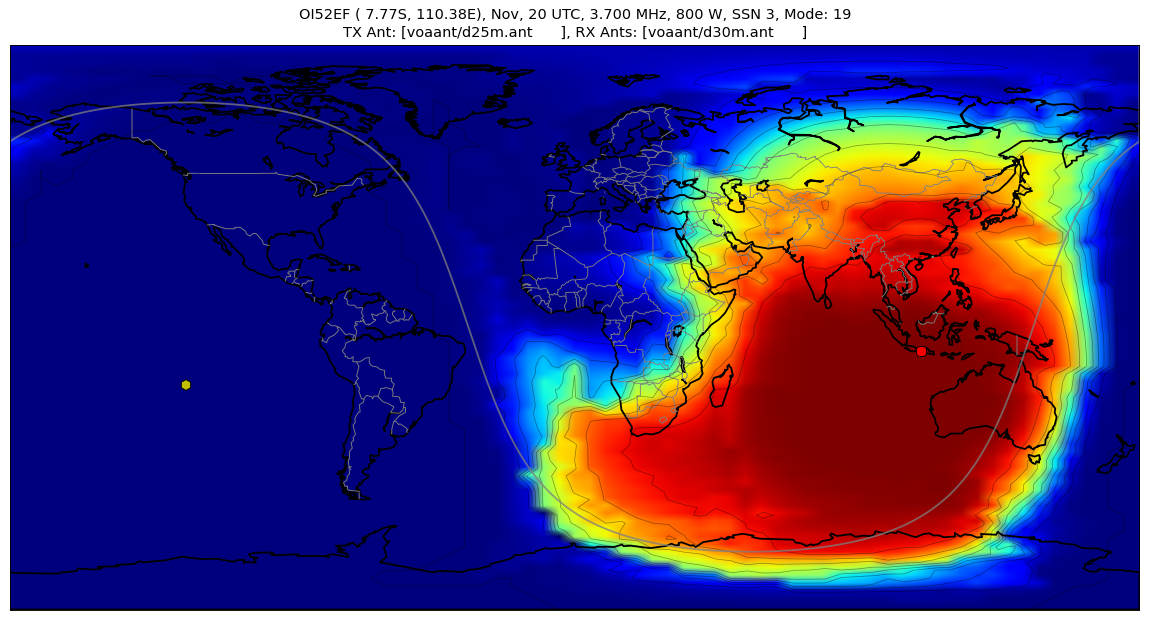 OI52EF ( 7.77S, 110.38E), Nov, 20 UTC, 3.700 MHz, 800 W, SSN 3, Mode: 19
TX Ant: [voaant/d25m.ant      ], RX Ants: [voaant/d30m.ant      ]